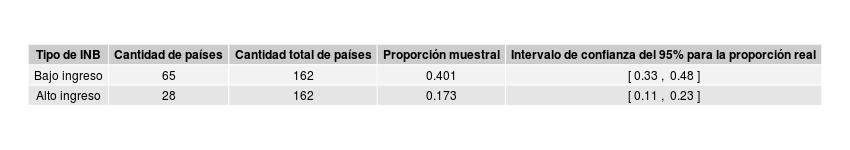 Tipo de INB Cantidad de países Cantidad total de países Proporción muestral Intervalo de confianza del 95% para la proporción real
Bajo ingreso 65 162 0.401 [ 0.33 , 0.48 ]
Alto ingreso 28 162 0.173 [ 0.11 , 0.23 ]